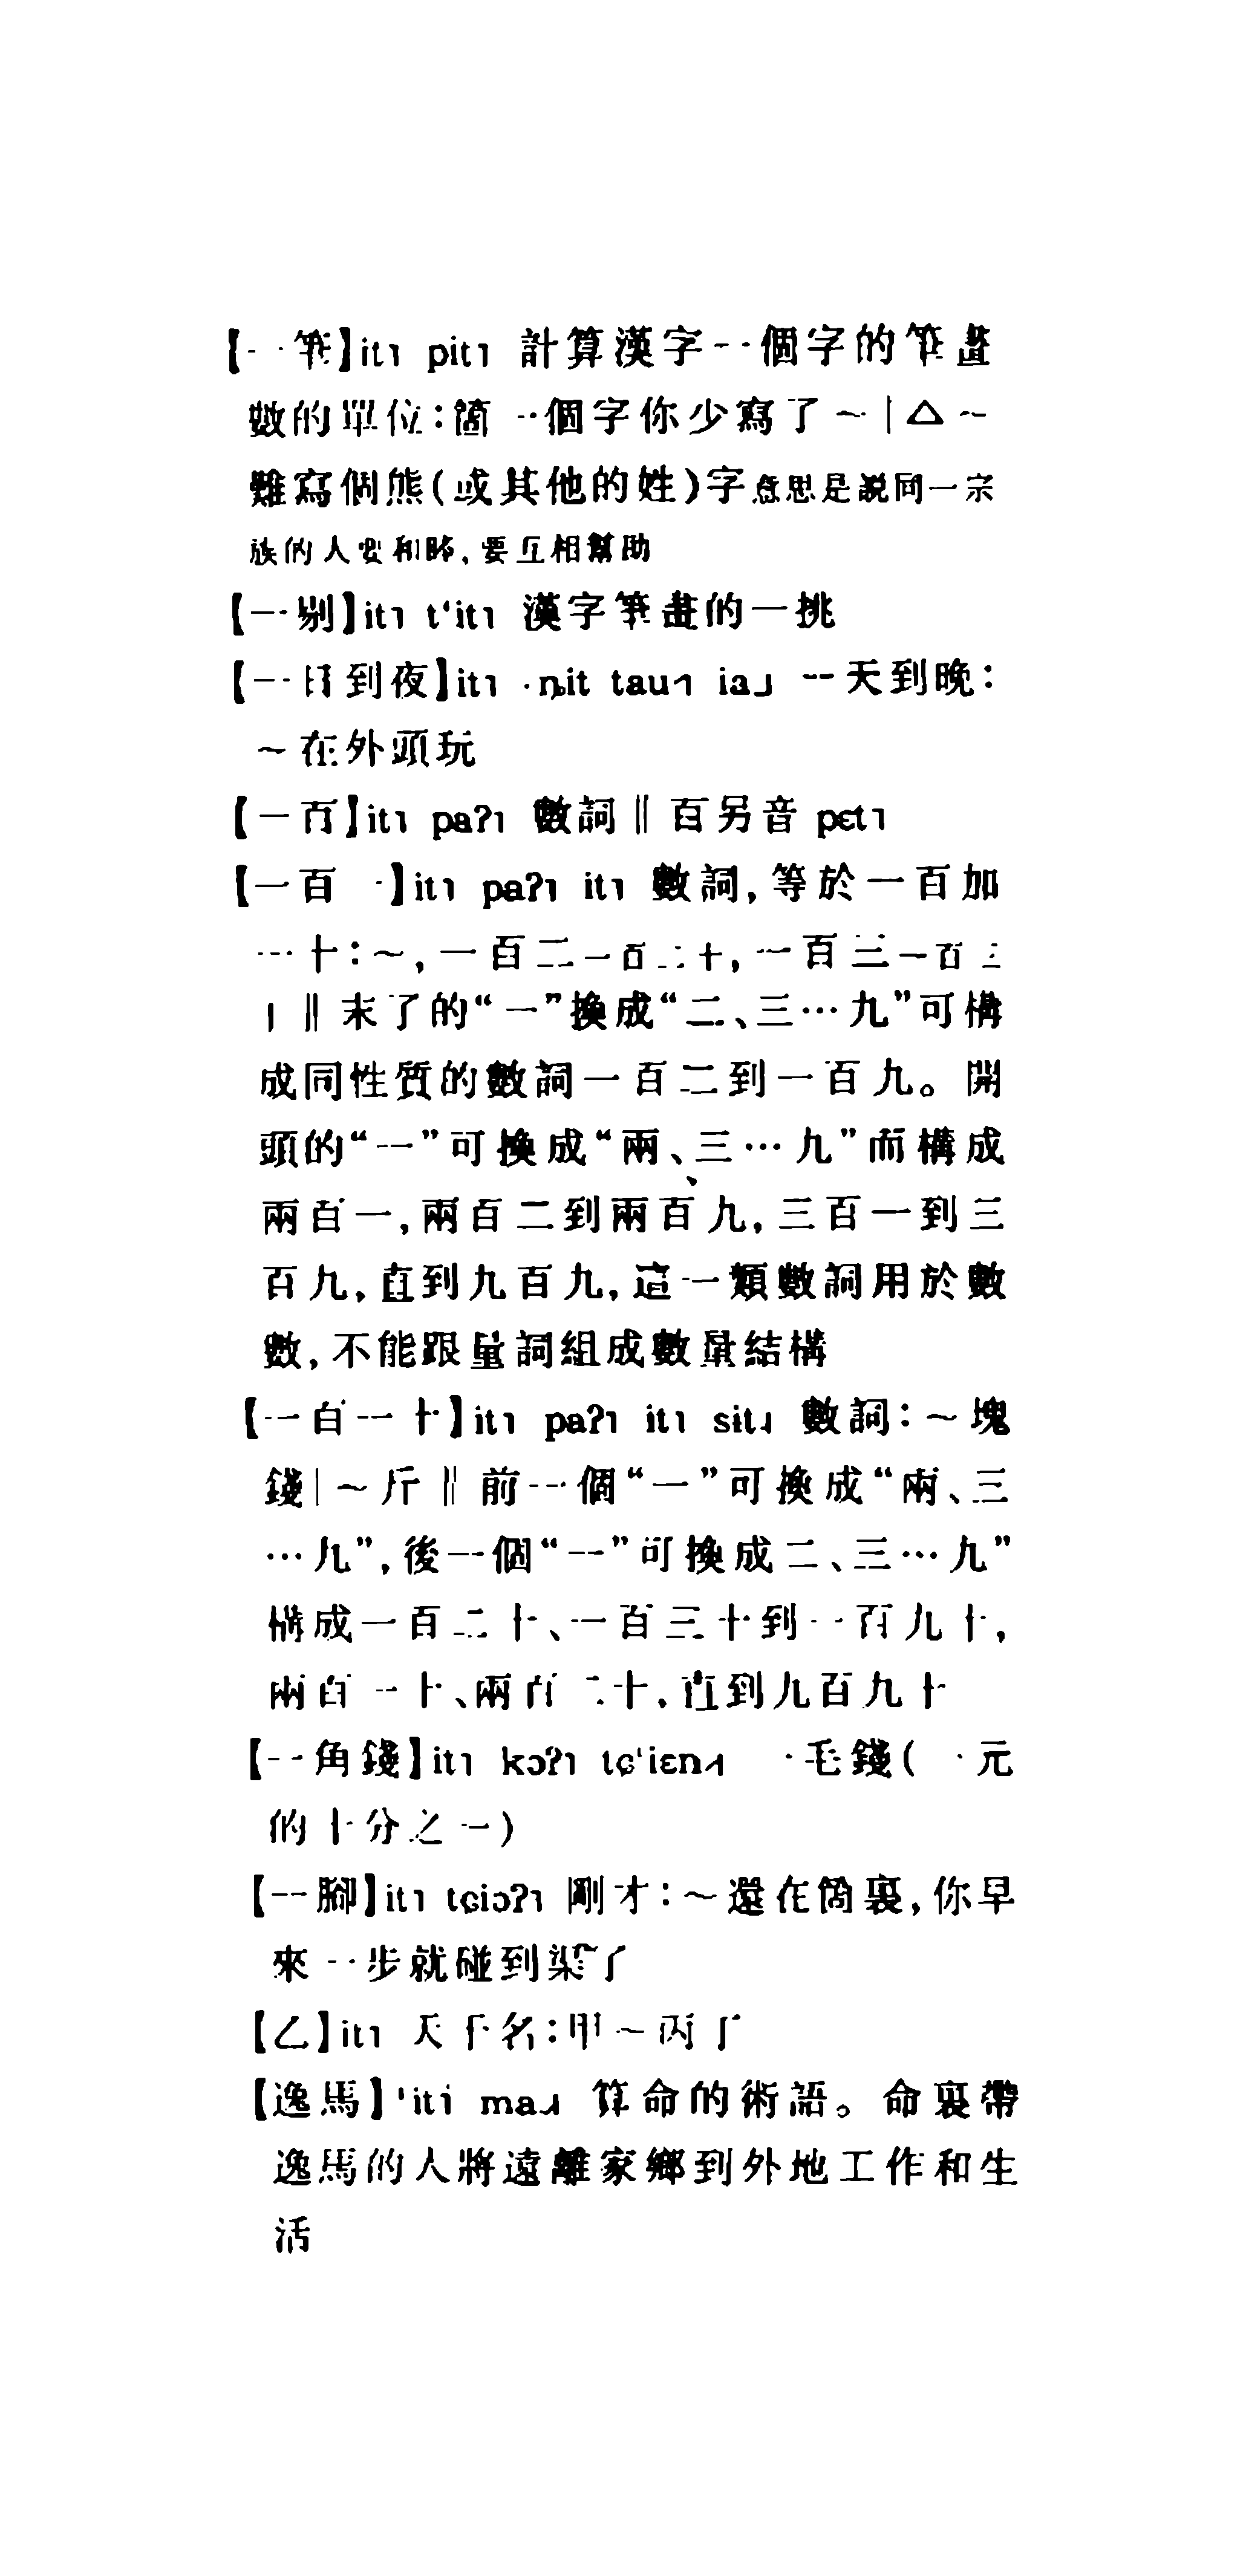 【一筆】it˥ pit˥ 計算漢字一個字的筆畫
數的單位：箇一個字你少寫了～｜△～
難寫個熊（或其他的姓）字意思是説同一宗
族的人要和睦，要互相幫助
【一剔】it˥ t‘it˥ 漢字筆畫的一挑
【一日到夜】it˥ ·ȵit tau˧˥ ia˩ 一天到晚：
～在外頭玩
【一百】it˥ paʔ˥ 數詞‖百另音 pɛt˥
【一百一】it˥ paʔ˥ it˥ 數詞，等於一百加
一十：～，一百二一百二十，一百三一百三
十‖末了的“一”換成“二、三…九”可構
成同性質的數詞一百二到一百九。開
頭的“一”可換成“兩、三…九”而構成
兩百一，兩百二到兩百九，三百一到三
百九，直到九百九，這一類數詞用於數
數，不能跟量詞組成數量結構
【一百一十】it˥ paʔ˥ it˥ sit˩ 數詞：～塊
錢｜～斤‖前一個“一”可換成“兩、三
…九”，後一個“一”可換成二、三…九”
構成一百二十、一百三十到一百九十，
兩百一十、兩百二十，直到九百九十
【一角錢】it˥ kɔʔ˥ tɕ‘iɛn˨˦ 一毛錢（一元
的十分之一）
【一腳】it˥ tɕiɔʔ˥ 剛才：～還在箇裏，你早
來一步就碰到渠了
【乙】it˥ 天干名：甲～丙丁
【逸馬】'it˥ ma˨˩ 算命的術語。命裏帶
逸馬的人將遠離家鄉到外地工作和生
活